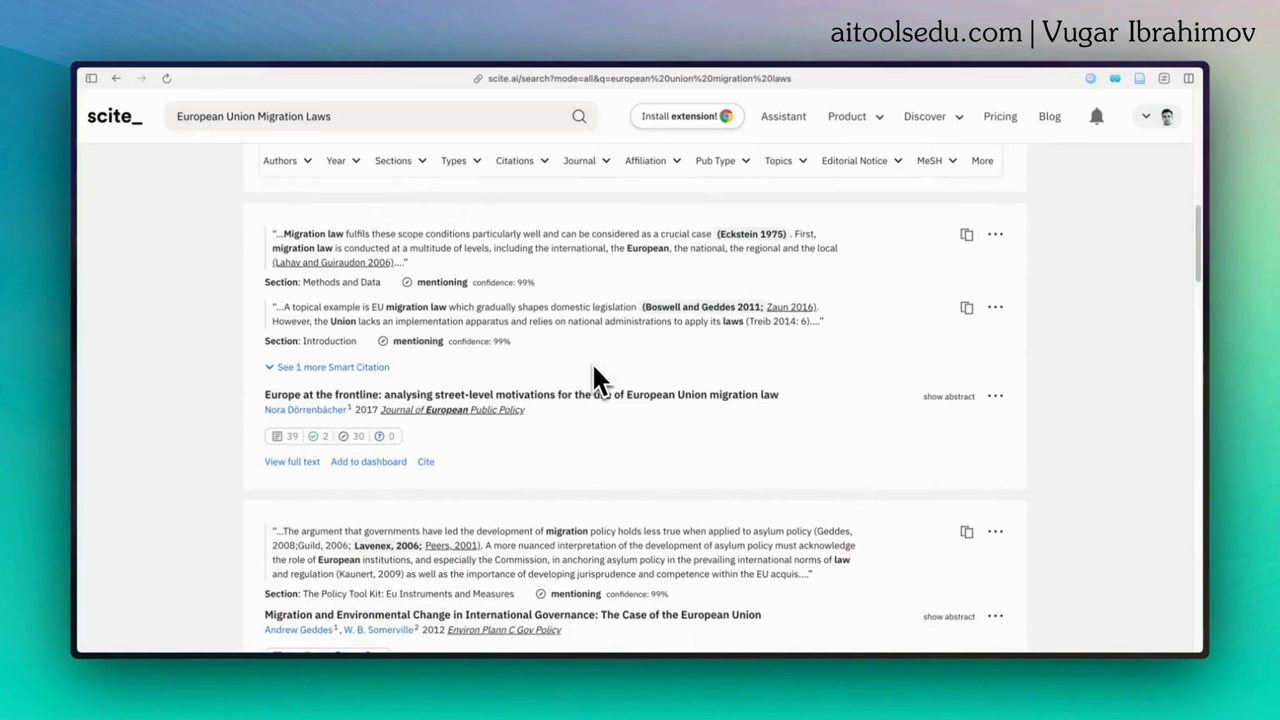 aitoolsedu.com | Vugar Ibrahimov
scite.ai/search?mode=all&q=european%20union%20migration%20laws
scite_ European Union Migration Laws Install extension! Assistant Product Discover Pricing Blog
Authors Year Sections Types Citations Journal Affiliation Pub Type Topics Editorial Notice MeSH More
“...Migration law fulfils these scope conditions particularly well and can be considered as a crucial case (Eckstein 1975) . First,
migration law is conducted at a multitude of levels, including the international, the European, the national, the regional and the local
(Lahav and Guiraudon 2006)....”
Section: Methods and Data mentioning confidence: 99%
“...A topical example is EU migration law which gradually shapes domestic legislation (Boswell and Geddes 2011; Zaun 2016).
However, the Union lacks an implementation apparatus and relies on national administrations to apply its laws (Treib 2014: 6)....”
Section: Introduction mentioning confidence: 99%
See 1 more Smart Citation
Europe at the frontline: analysing street-level motivations for the of European Union migration law show abstract
Nora Dörrenbächer 1 2017 Journal of European Public Policy
39 2 30 0
View full text Add to dashboard Cite
“...The argument that governments have led the development of migration policy holds less true when applied to asylum policy (Geddes,
2008;Guild, 2006; Lavenex, 2006; Peers, 2001). A more nuanced interpretation of the development of asylum policy must acknowledge
the role of European institutions, and especially the Commission, in anchoring asylum policy in the prevailing international norms of law
and regulation (Kaunert, 2009) as well as the importance of developing jurisprudence and competence within the EU acquis....”
Section: The Policy Tool Kit: Eu Instruments and Measures mentioning confidence: 99%
Migration and Environmental Change in International Governance: The Case of the European Union show abstract
Andrew Geddes 1, W. B. Somerville 2 2012 Environ Plann C Gov Policy